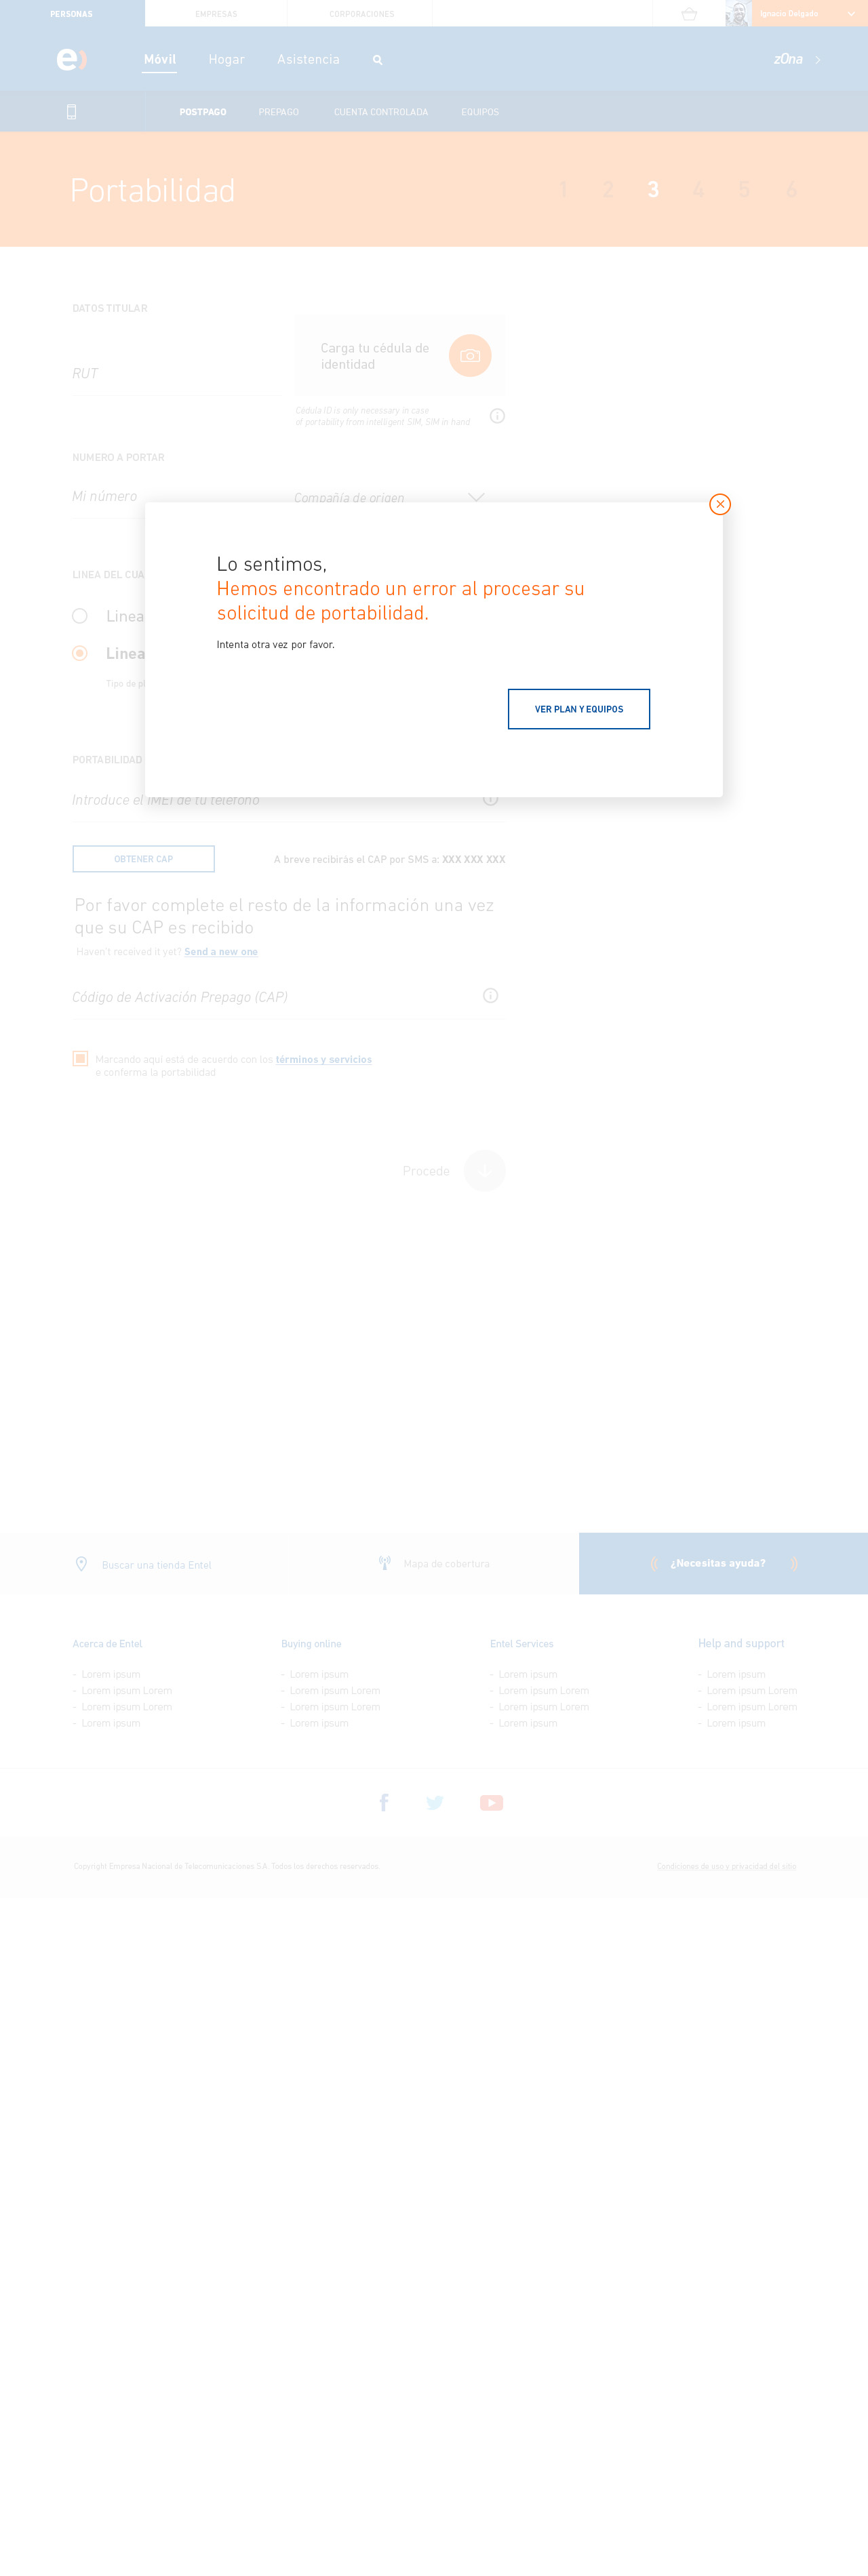 PERSONAS
EMPRESAS
CORPORACIONES
Ignacio Delgado
e)
Móvil
Hogar
Asistencia
zOna
POSTPAGO
PREPAGO
CUENTA CONTROLADA
EQUIPOS
Portabilidad
1 2 3 4 5 6
DATOS TITULAR
RUT
Carga tu cédula de
identidad
Cédula ID is only necessary in case
of portability from intelligent SIM, SIM in hand
NUMERO A PORTAR
Mi número
Compañía de origen
Lo sentimos,
Hemos encontrado un error al procesar su
solicitud de portabilidad.
Intenta otra vez por favor.
VER PLAN Y EQUIPOS
LINEA DEL CUA
Linea
Linea
Tipo de pl
PORTABILIDAD
Introduce el IMEI de tu teléfono
OBTENER CAP
A breve recibirás el CAP por SMS a: XXX XXX XXX
Por favor complete el resto de la información una vez
que su CAP es recibido
Haven't received it yet? Send a new one
Código de Activación Prepago (CAP)
Marcando aquí está de acuerdo con los términos y servicios
e conferma la portabilidad
Procede
Buscar una tienda Entel
Mapa de cobertura
¿Necesitas ayuda?
Acerca de Entel
- Lorem ipsum
- Lorem ipsum Lorem
- Lorem ipsum Lorem
- Lorem ipsum
Buying online
- Lorem ipsum
- Lorem ipsum Lorem
- Lorem ipsum Lorem
- Lorem ipsum
Entel Services
- Lorem ipsum
- Lorem ipsum Lorem
- Lorem ipsum Lorem
- Lorem ipsum
Help and support
- Lorem ipsum
- Lorem ipsum Lorem
- Lorem ipsum Lorem
- Lorem ipsum
Copyright Empresa Nacional de Telecomunicaciones S.A. Todos los derechos reservados.
Condiciones de uso y privacidad del sitio